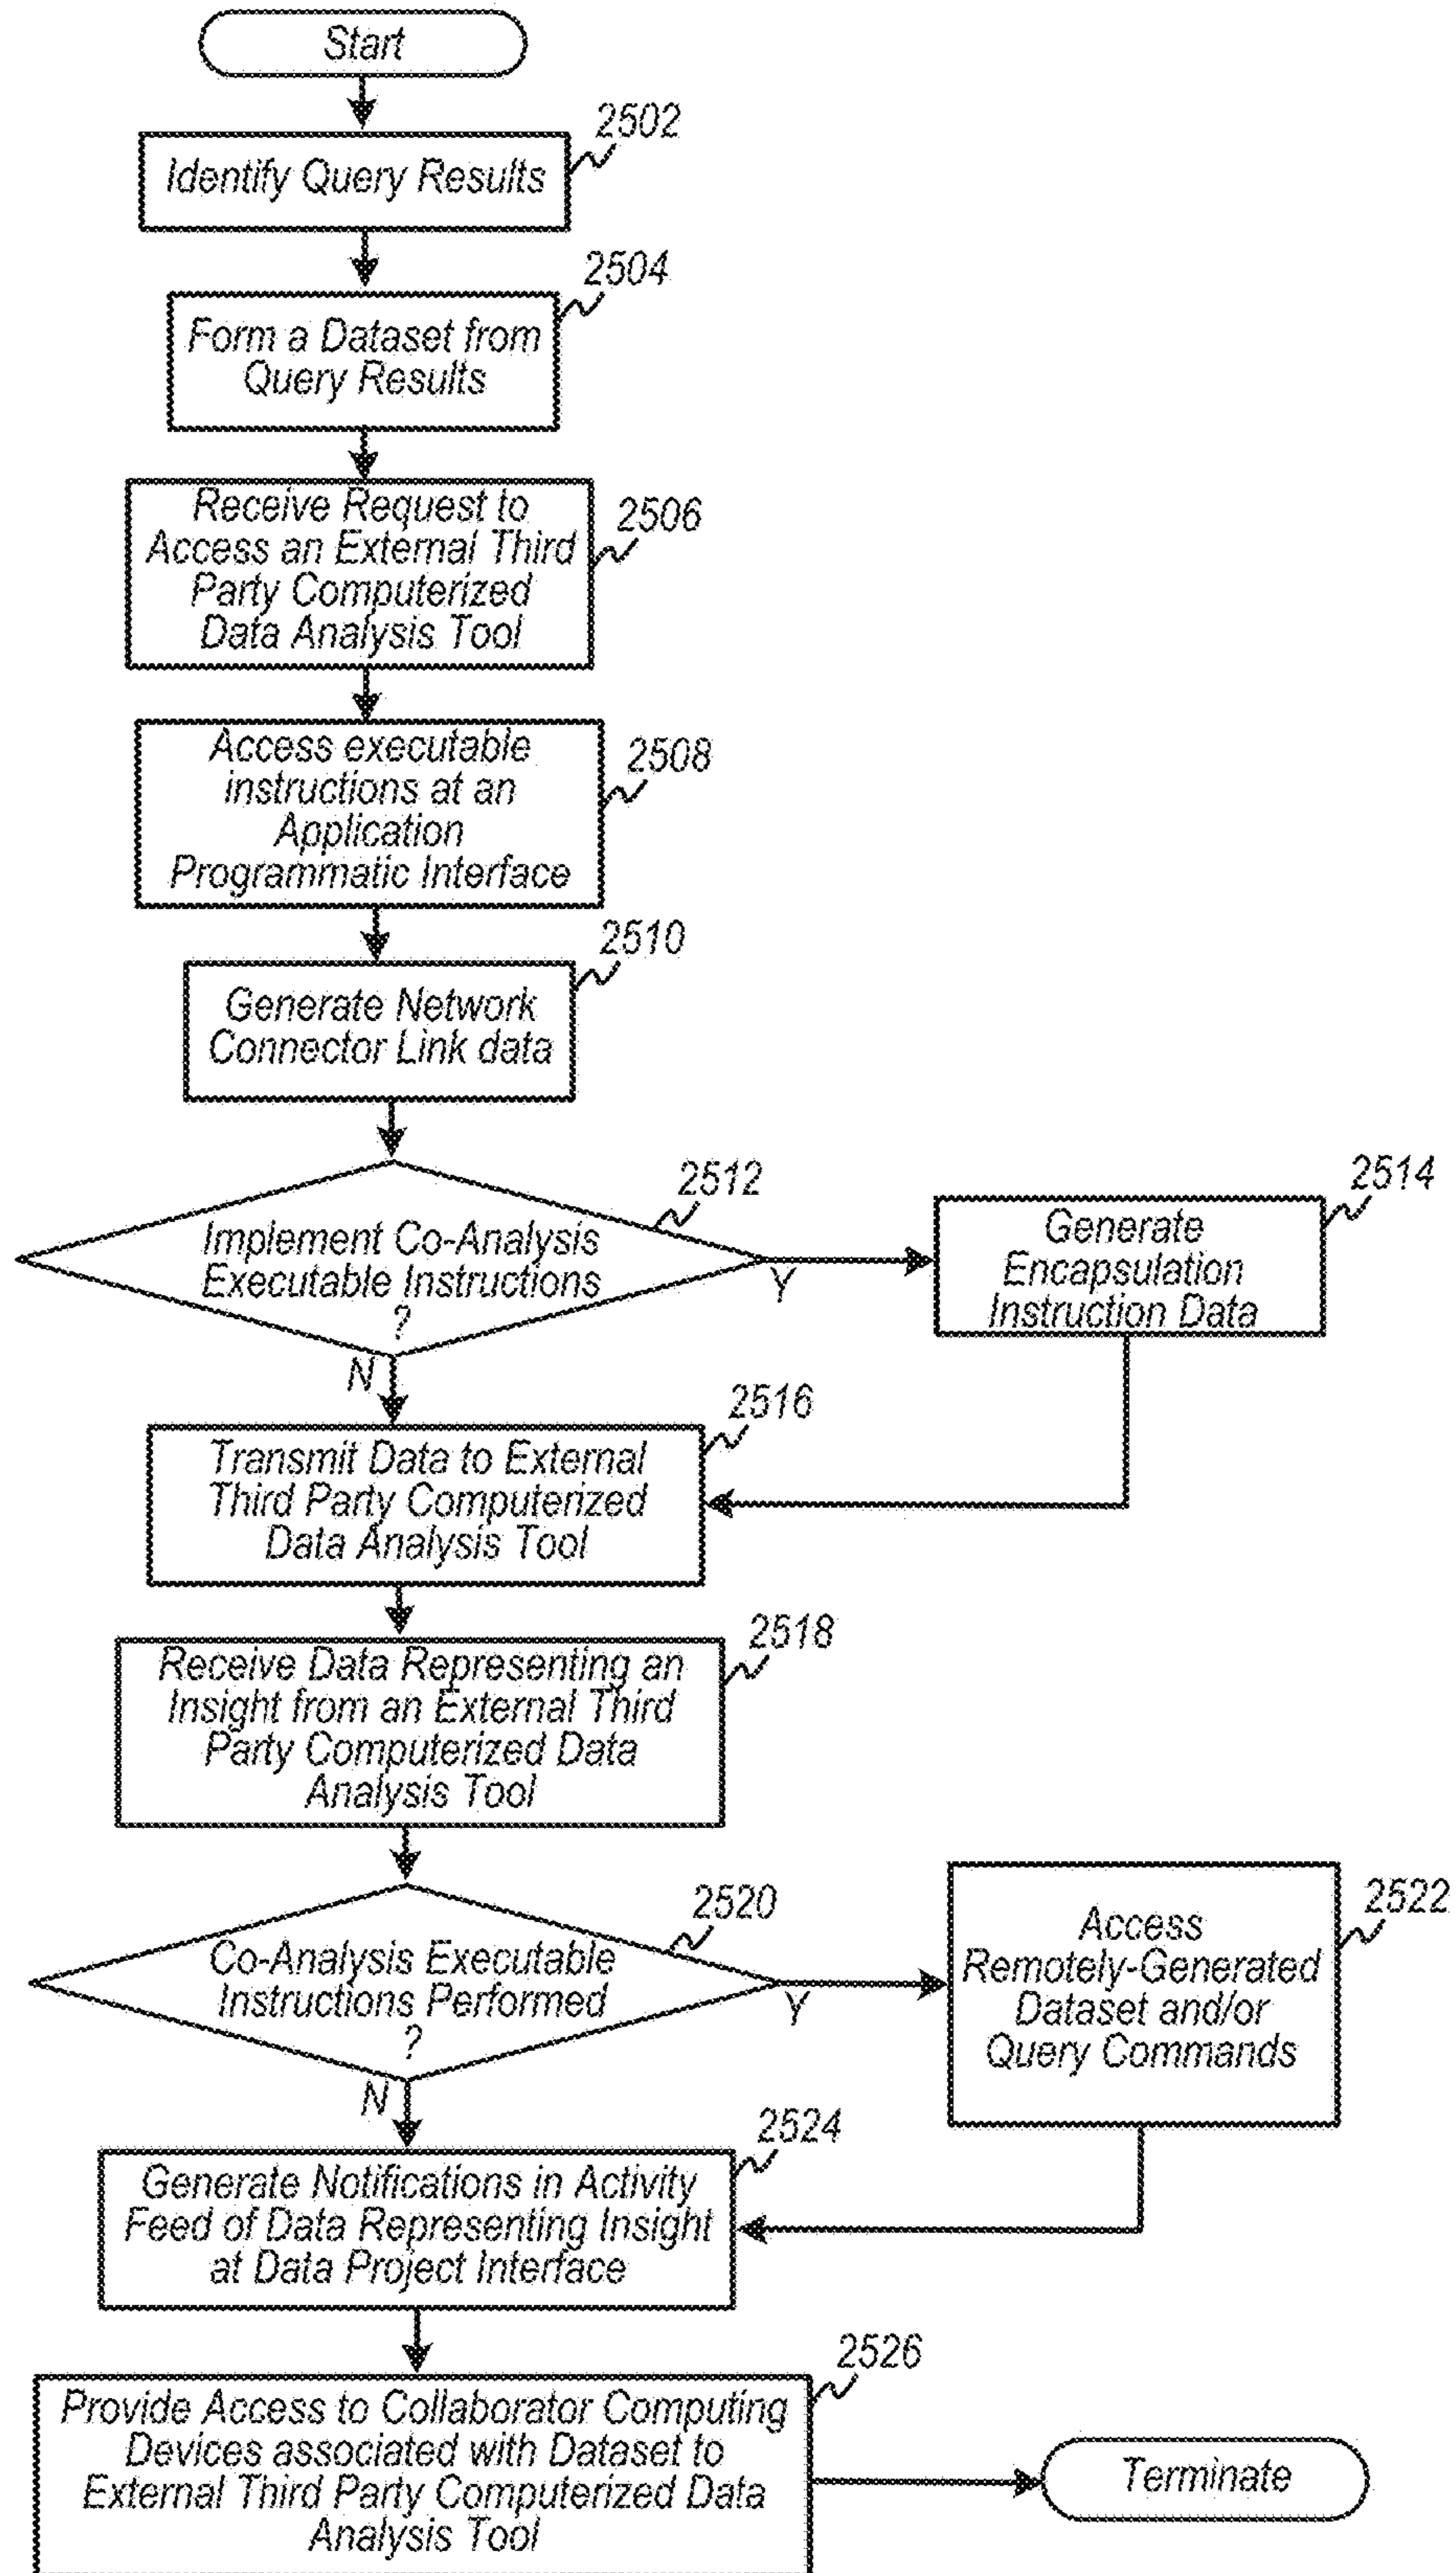 Start
2502
Identify Query Results
2504
Form a Dataset from
Query Results
2506
Receive Request to
Access an External Third
Party Computerized
Data Analysis Tool
2508
Access executable
instructions at an
Application
Programmatic Interface
2510
Generate Network
Connector Link data
2512
Implement Co-Analysis
Executable Instructions
?
Y
N
2514
Generate
Encapsulation
Instruction Data
2516
Transmit Data to External
Third Party Computerized
Data Analysis Tool
2518
Receive Data Representing an
Insight from an External Third
Party Computerized Data
Analysis Tool
2520
Co-Analysis Executable
Instructions Performed
?
Y
N
2522
Access
Remotely-Generated
Dataset and/or
Query Commands
2524
Generate Notifications in Activity
Feed of Data Representing Insight
at Data Project Interface
2526
Provide Access to Collaborator Computing
Devices associated with Dataset to
External Third Party Computerized Data
Analysis Tool
Terminate